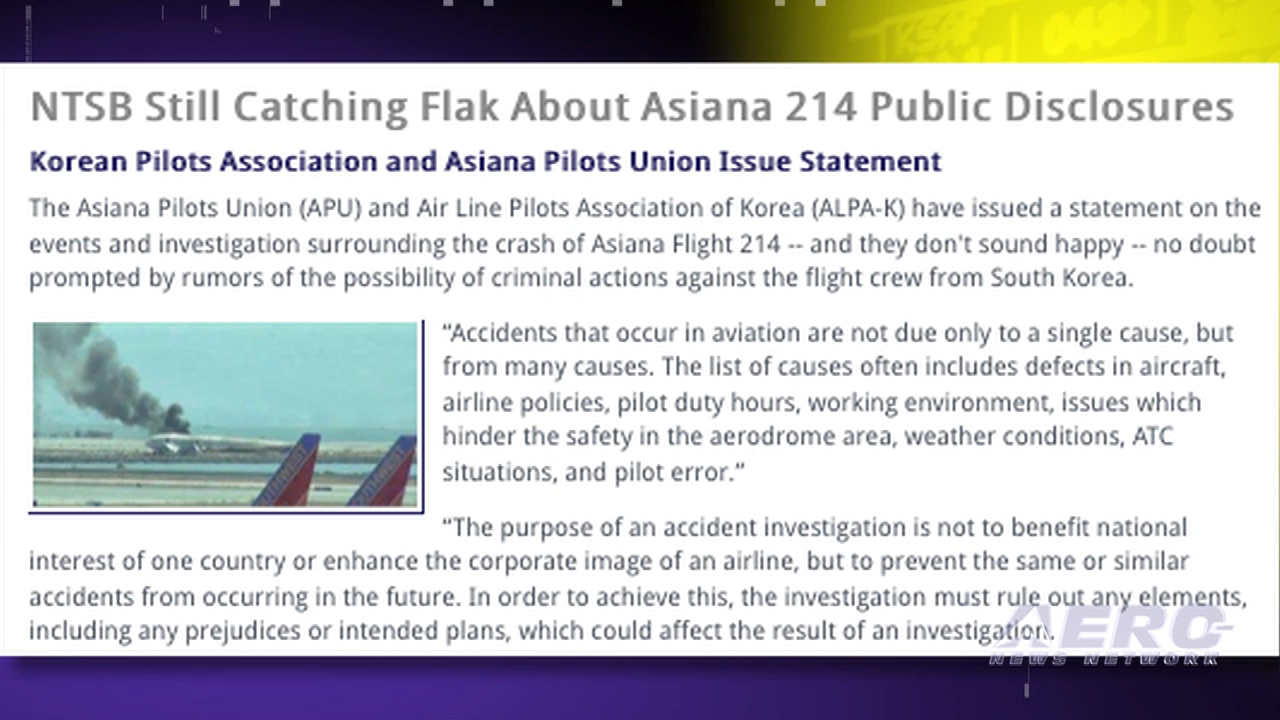 NTSB Still Catching Flak About Asiana 214 Public Disclosures
Korean Pilots Association and Asiana Pilots Union Issue Statement
The Asiana Pilots Union (APU) and Air Line Pilots Association of Korea (ALPA-K) have issued a statement on the
events and investigation surrounding the crash of Asiana Flight 214 -- and they don't sound happy -- no doubt
prompted by rumors of the possibility of criminal actions against the flight crew from South Korea.
“Accidents that occur in aviation are not due only to a single cause, but
from many causes. The list of causes often includes defects in aircraft,
airline policies, pilot duty hours, working environment, issues which
hinder the safety in the aerodrome area, weather conditions, ATC
situations, and pilot error.”
“The purpose of an accident investigation is not to benefit national
interest of one country or enhance the corporate image of an airline, but to prevent the same or similar
accidents from occurring in the future. In order to achieve this, the investigation must rule out any elements,
including any prejudices or intended plans, which could affect the result of an investigation.
AERO
NEWS NETWORK